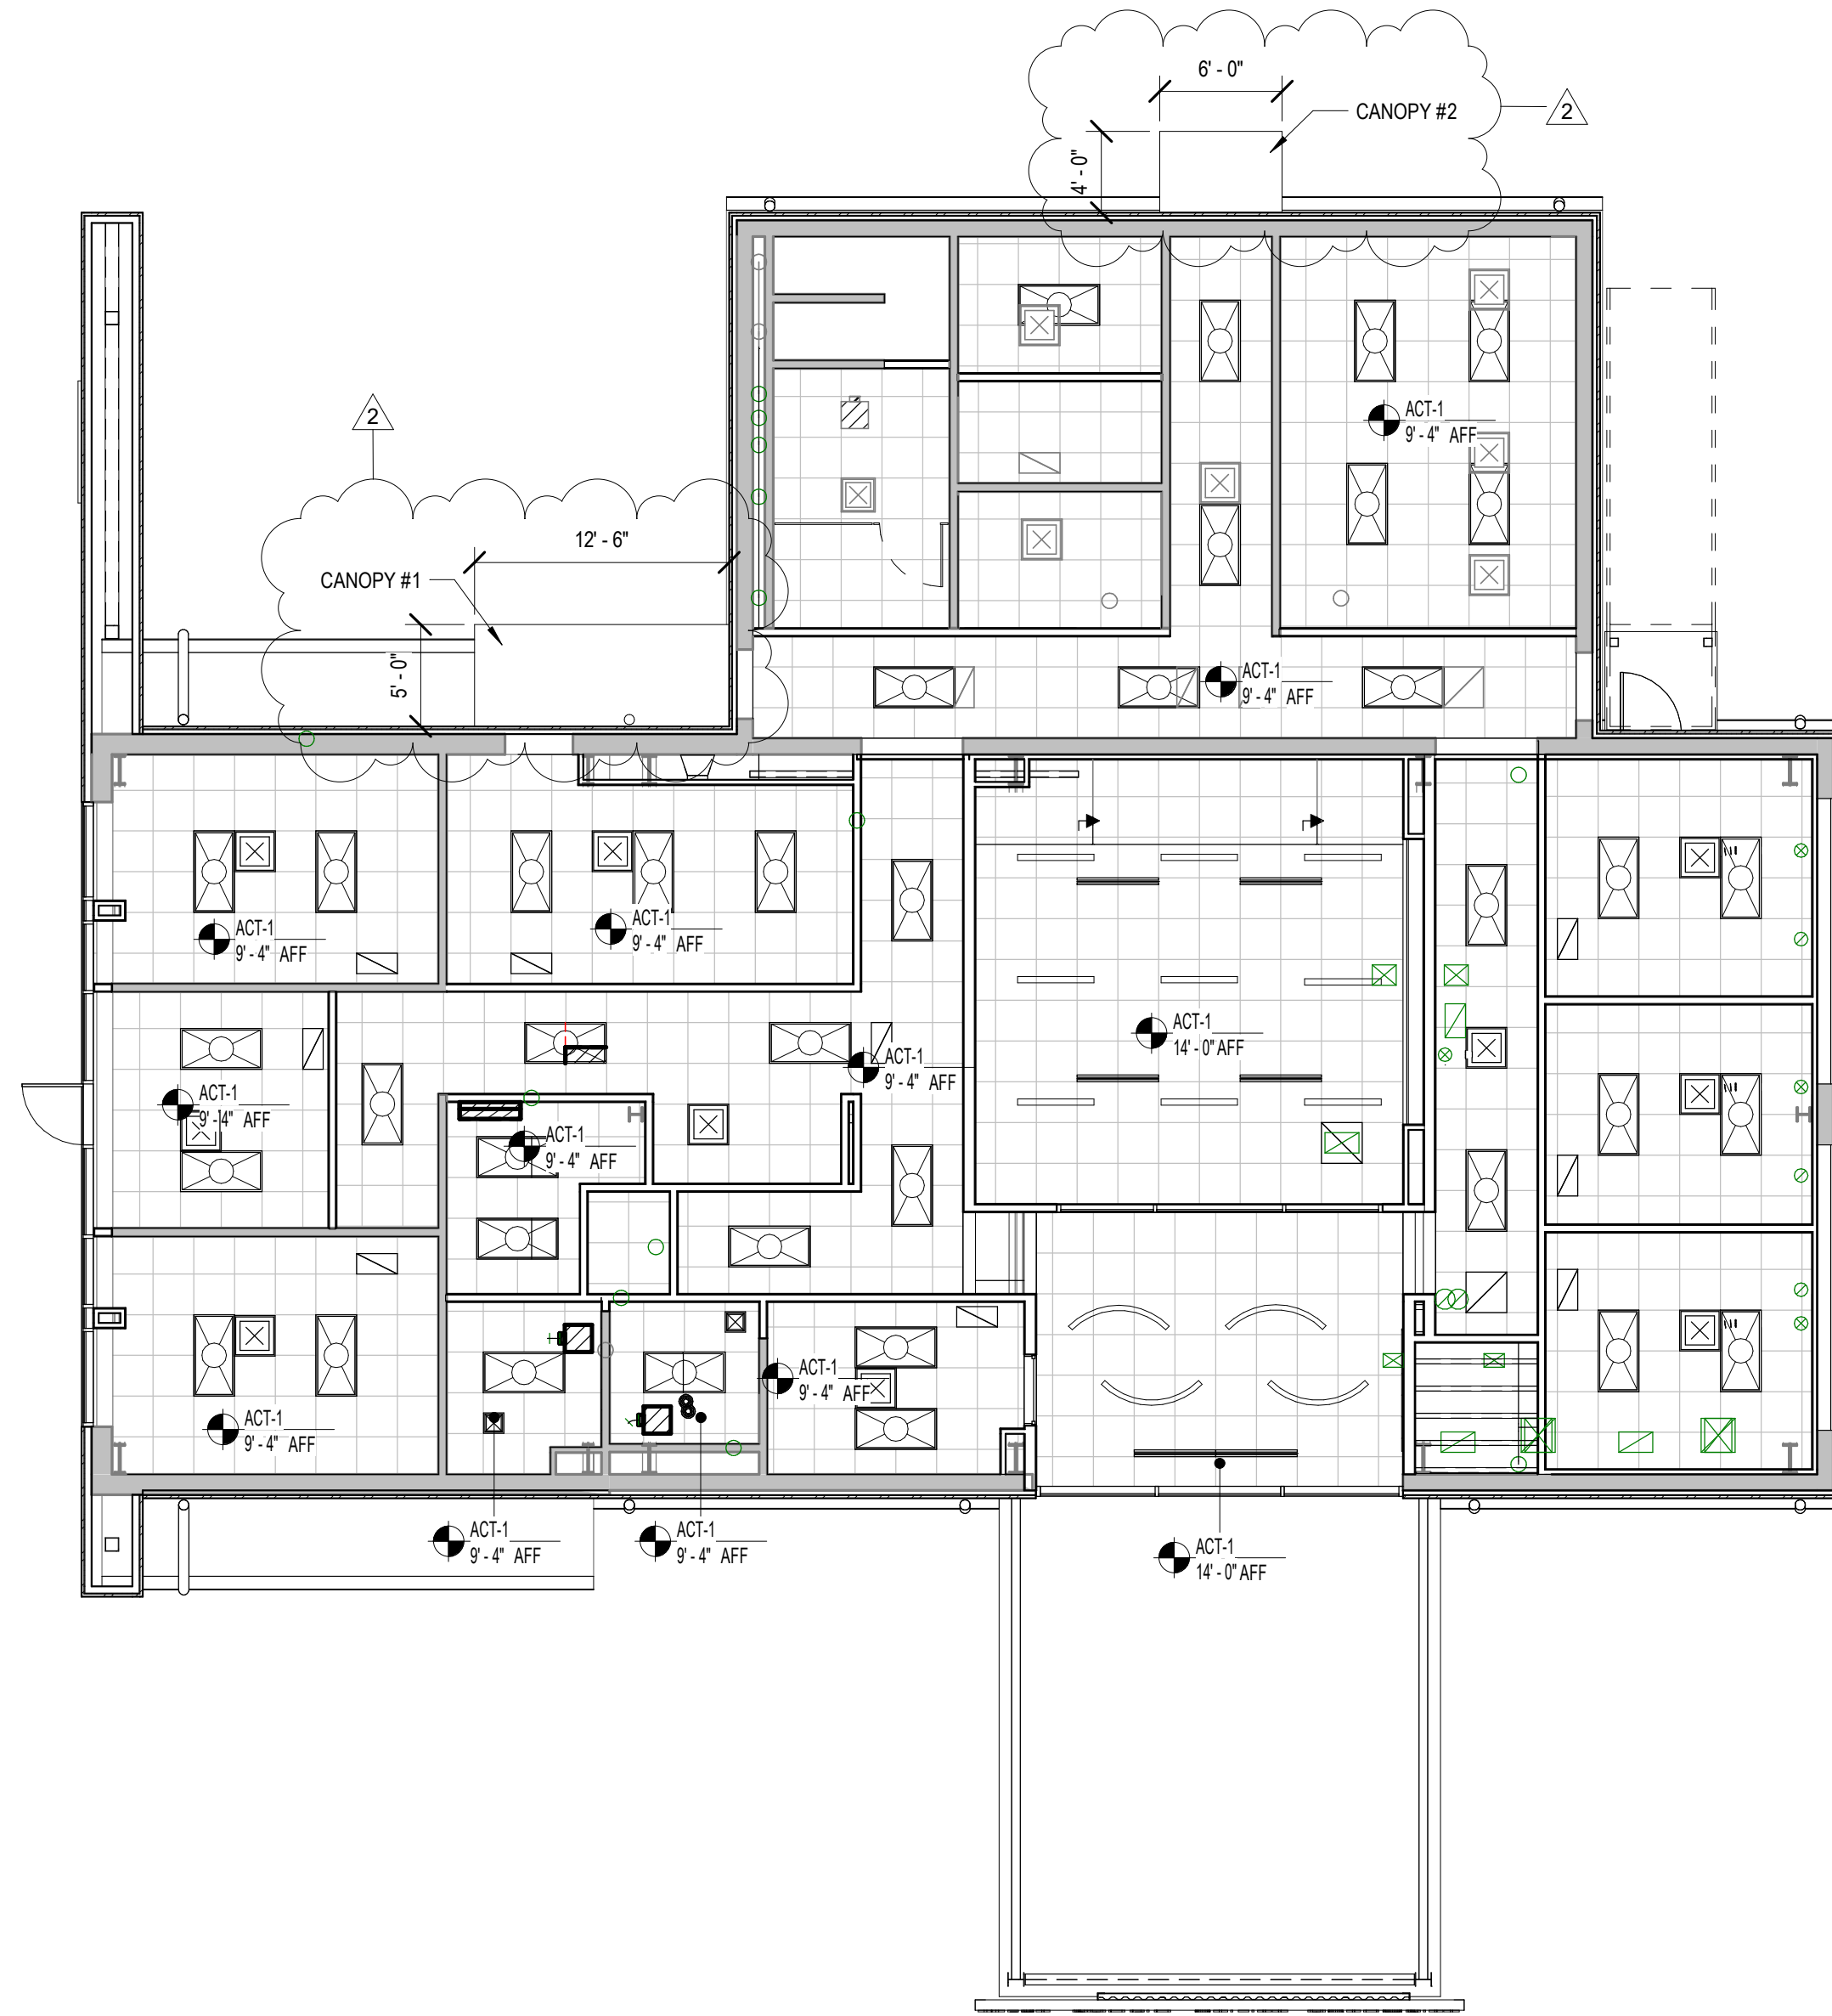 6' - 0"
CANOPY #2
2
4' - 0"
2
ACT-1
9' - 4" AFF
12' - 6"
CANOPY #1
5' - 0"
ACT-1
9' - 4" AFF
ACT-1
9' - 4" AFF
ACT-1
9' - 4" AFF
ACT-1
14' - 0" AFF
ACT-1
9' - 4" AFF
ACT-1
9' - 4" AFF
ACT-1
9' - 4" AFF
ACT-1
9' - 4" AFF
ACT-1
9' - 4" AFF
ACT-1
9' - 4" AFF
ACT-1
9' - 4" AFF
ACT-1
14' - 0" AFF